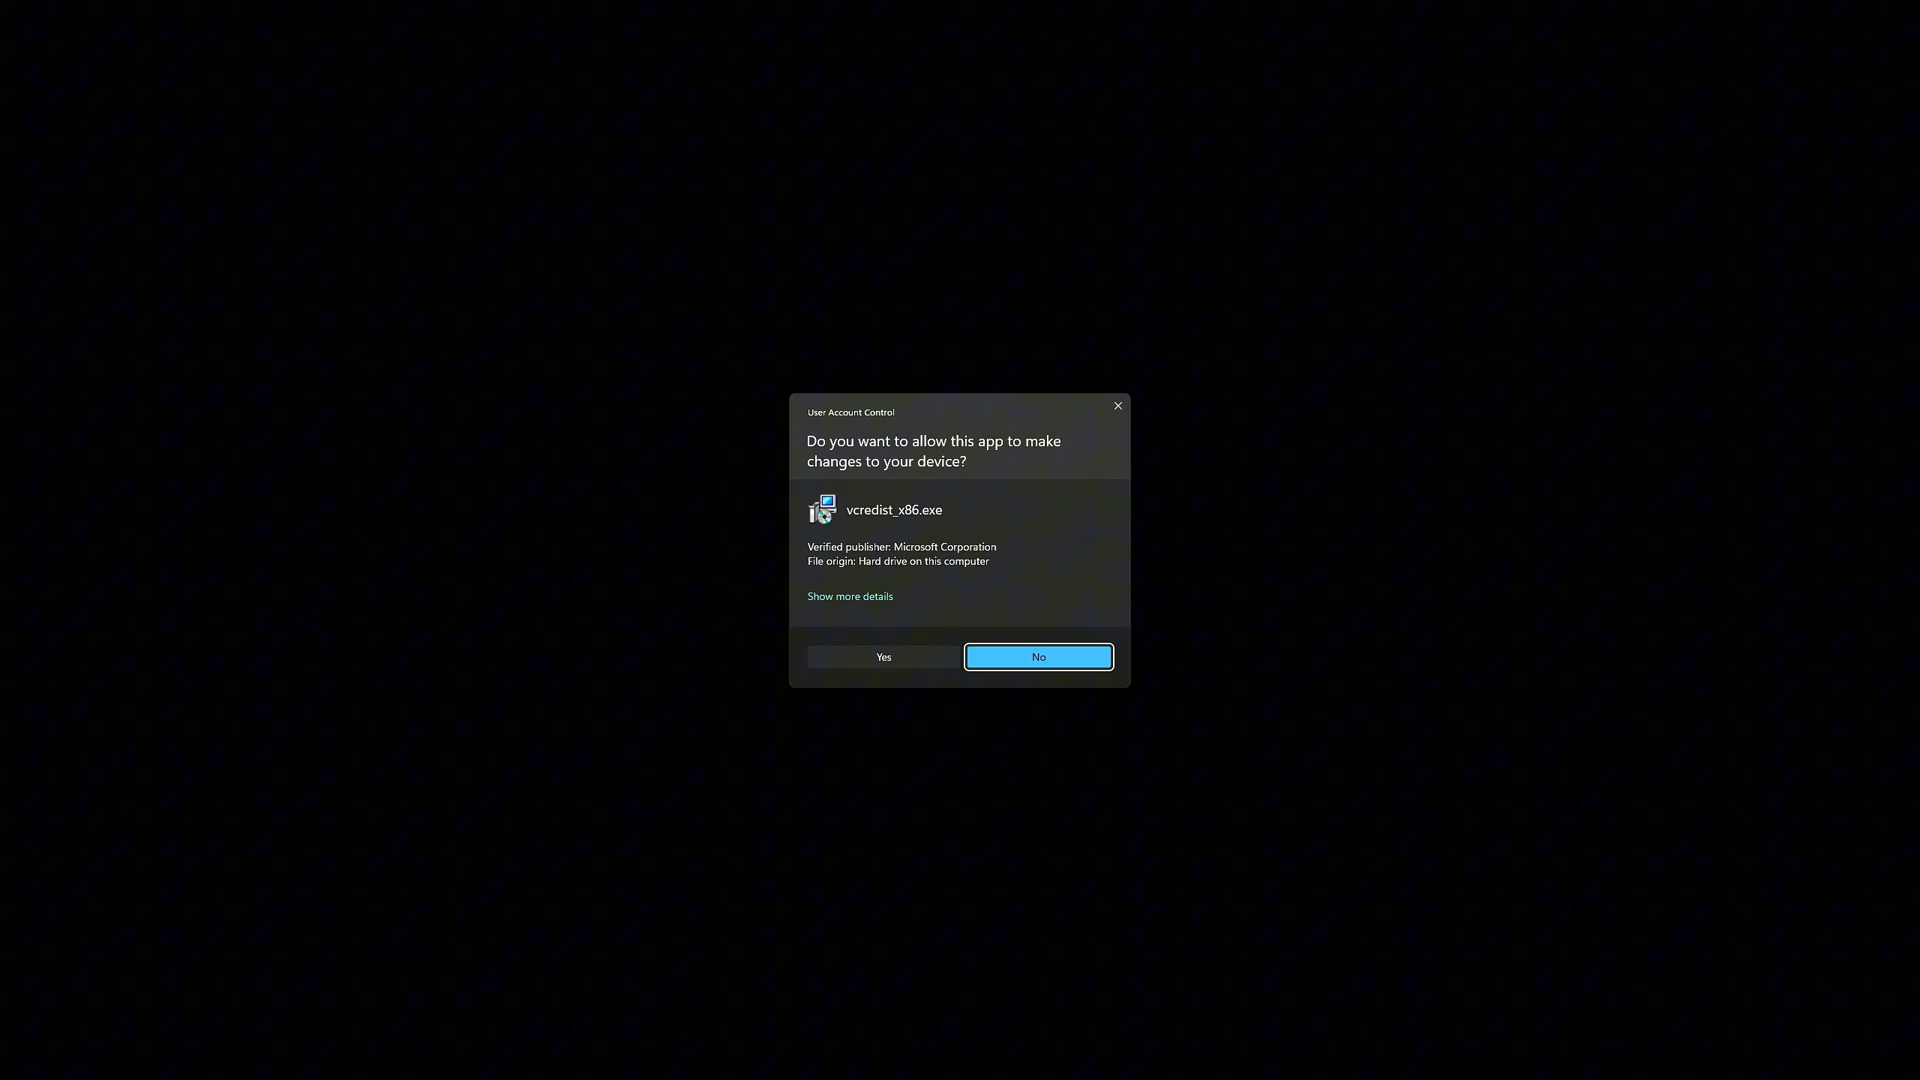 User Account Control
Do you want to allow this app to make
changes to your device?
vcredist_x86.exe
Verified publisher: Microsoft Corporation
File origin: Hard drive on this computer
Show more details
Yes
No